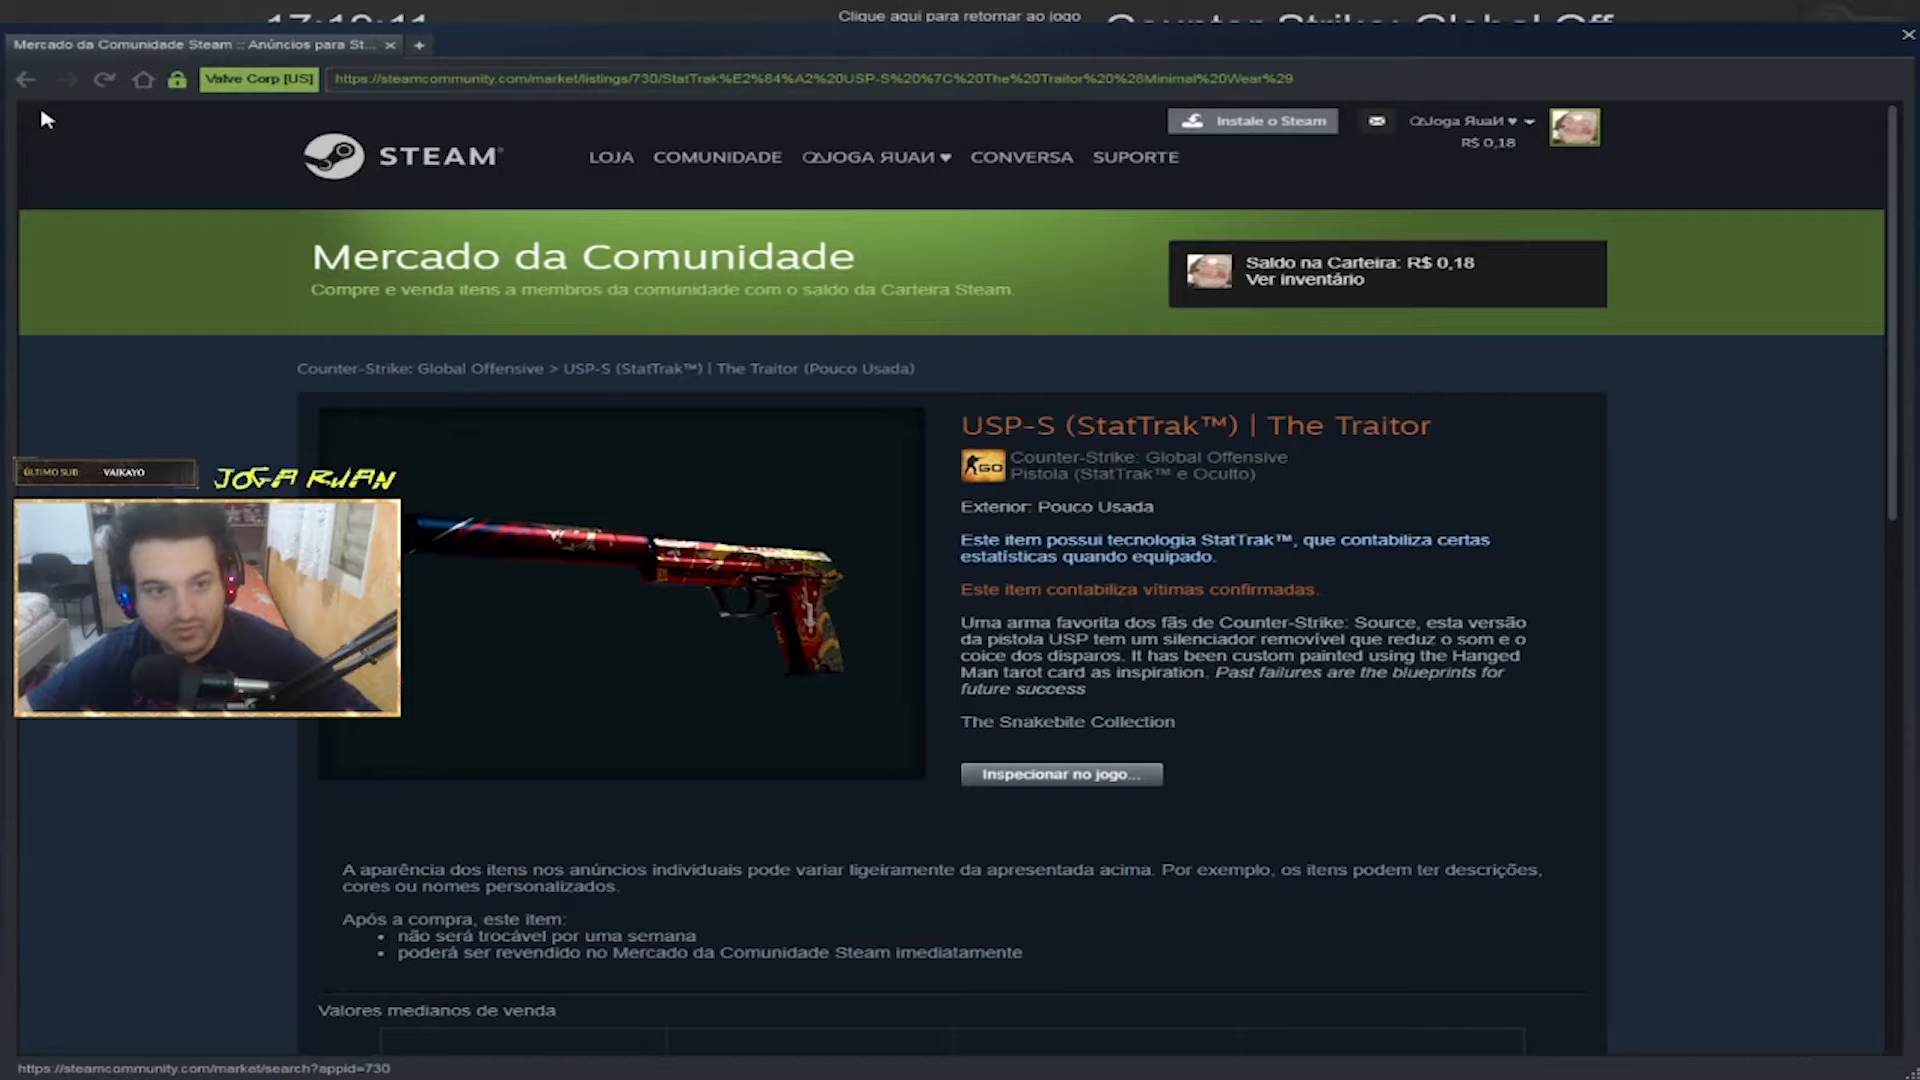 Clique aqui para retornar ao jogo
Mercado da Comunidade Steam :: Anúncios para St...
Valve Corp [US]
https://steamcommunity.com/market/listings/730/StatTrak%E2%84%A2%20USP-S%20%7C%20The%20Traitor%20%28Minimal%20Wear%29
Instale o Steam
R$ 0,18
STEAM
LOJA COMUNIDADE CONVERSA SUPORTE
Mercado da Comunidade
Compre e venda itens a membros da comunidade com o saldo da Carteira Steam.
Saldo na Carteira: R$ 0,18
Ver inventário
Counter-Strike: Global Offensive > USP-S (StatTrak™) | The Traitor (Pouco Usada)
USP-S (StatTrak™) | The Traitor
GO
Counter-Strike: Global Offensive
Pistola (StatTrak™ e Oculto)
Exterior: Pouco Usada
Este item possui tecnologia StatTrak™, que contabiliza certas
estatísticas quando equipado.
Este item contabiliza vítimas confirmadas.
Uma arma favorita dos fãs de Counter-Strike: Source, esta versão
da pistola USP tem um silenciador removível que reduz o som e o
coice dos disparos. It has been custom painted using the Hanged
Man tarot card as inspiration. Past failures are the blueprints for
future success
The Snakebite Collection
Inspecionar no jogo...
ÚLTIMO SUB: VAIKAYO
JOGA RUAN
A aparência dos itens nos anúncios individuais pode variar ligeiramente da apresentada acima. Por exemplo, os itens podem ter descrições,
cores ou nomes personalizados.
Após a compra, este item:
não será trocável por uma semana
poderá ser revendido no Mercado da Comunidade Steam imediatamente
Valores medianos de venda
https://steamcommunity.com/market/search?appid=730